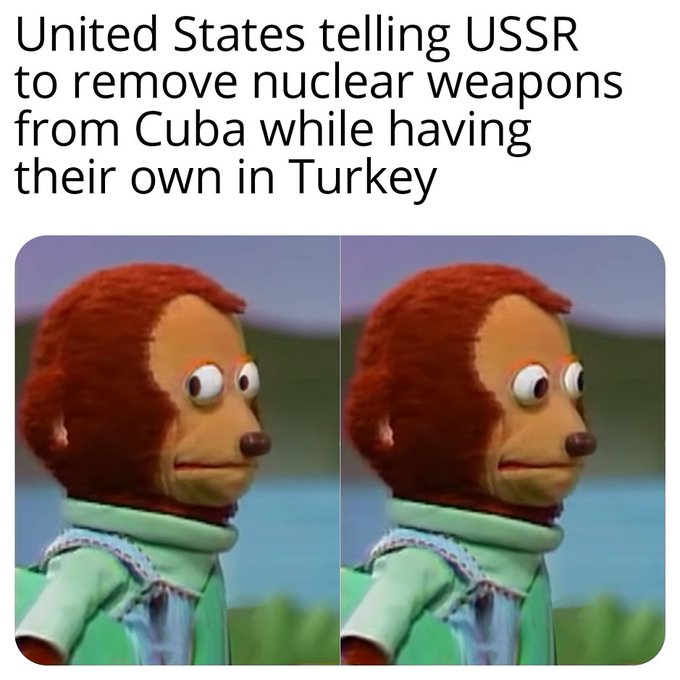 United States telling USSR
to remove nuclear weapons
from Cuba while having
their own in Turkey